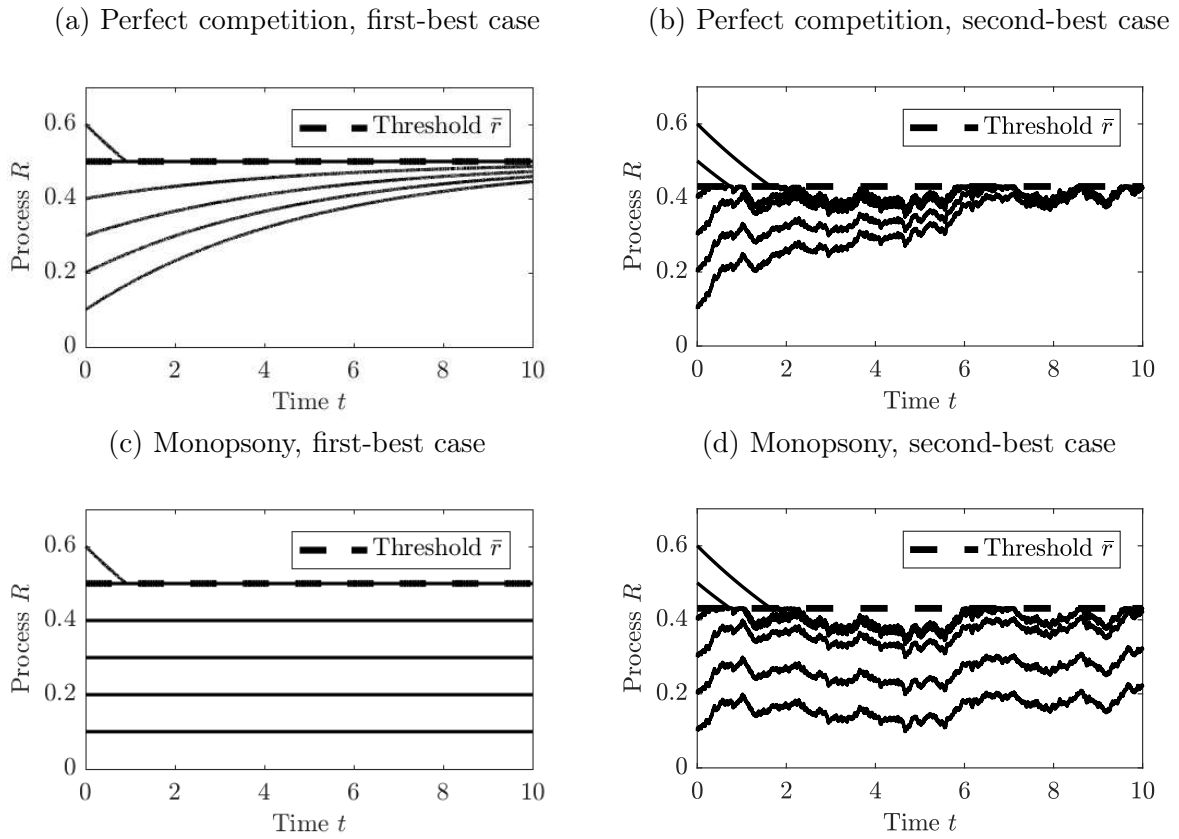 (a) Perfect competition, first-best case
(b) Perfect competition, second-best case
Process R
0.6
0.4
0.2
0
Threshold r̄
0 2 4 6 8 10
Time t
Process R
0.6
0.4
0.2
0
Threshold r̄
0 2 4 6 8 10
Time t
(c) Monopsony, first-best case
(d) Monopsony, second-best case
Process R
0.6
0.4
0.2
0
Threshold r̄
0 2 4 6 8 10
Time t
Process R
0.6
0.4
0.2
0
Threshold r̄
0 2 4 6 8 10
Time t